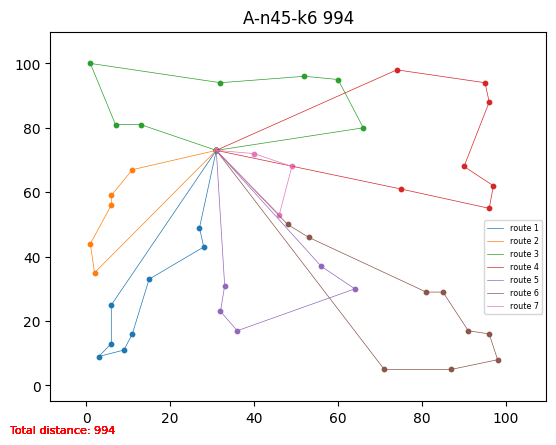 A-n45-k6 994
100
80
60
40
20
0
0 20 40 60 80 100
route 1
route 2
route 3
route 4
route 5
route 6
route 7
Total distance: 994